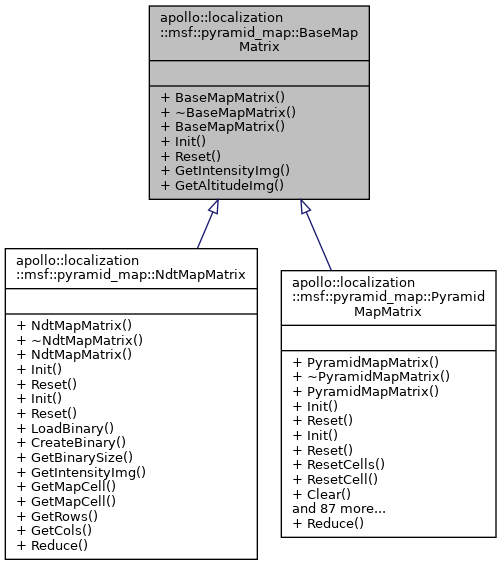 apollo::localization
::msf::pyramid_map::BaseMap
Matrix
+ BaseMapMatrix()
+ ~BaseMapMatrix()
+ BaseMapMatrix()
+ Init()
+ Reset()
+ GetIntensityImg()
+ GetAltitudeImg()
apollo::localization
::msf::pyramid_map::NdtMapMatrix
+ NdtMapMatrix()
+ ~NdtMapMatrix()
+ NdtMapMatrix()
+ Init()
+ Reset()
+ Init()
+ Reset()
+ LoadBinary()
+ CreateBinary()
+ GetBinarySize()
+ GetIntensityImg()
+ GetMapCell()
+ GetMapCell()
+ GetRows()
+ GetCols()
+ Reduce()
apollo::localization
::msf::pyramid_map::Pyramid
MapMatrix
+ PyramidMapMatrix()
+ ~PyramidMapMatrix()
+ PyramidMapMatrix()
+ Init()
+ Reset()
+ Init()
+ Reset()
+ ResetCells()
+ ResetCell()
+ Clear()
and 87 more...
+ Reduce()